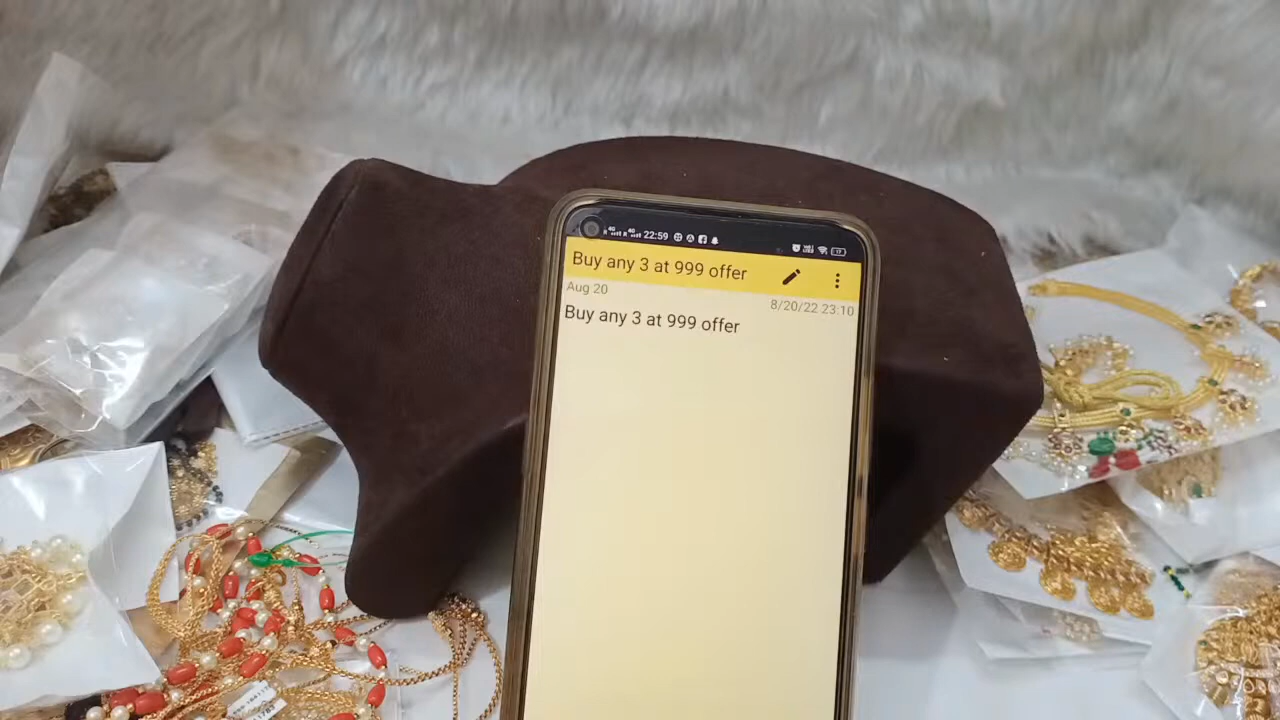 22:59
Buy any 3 at 999 offer
Aug 20
8/20/22 23:10
Buy any 3 at 999 offer